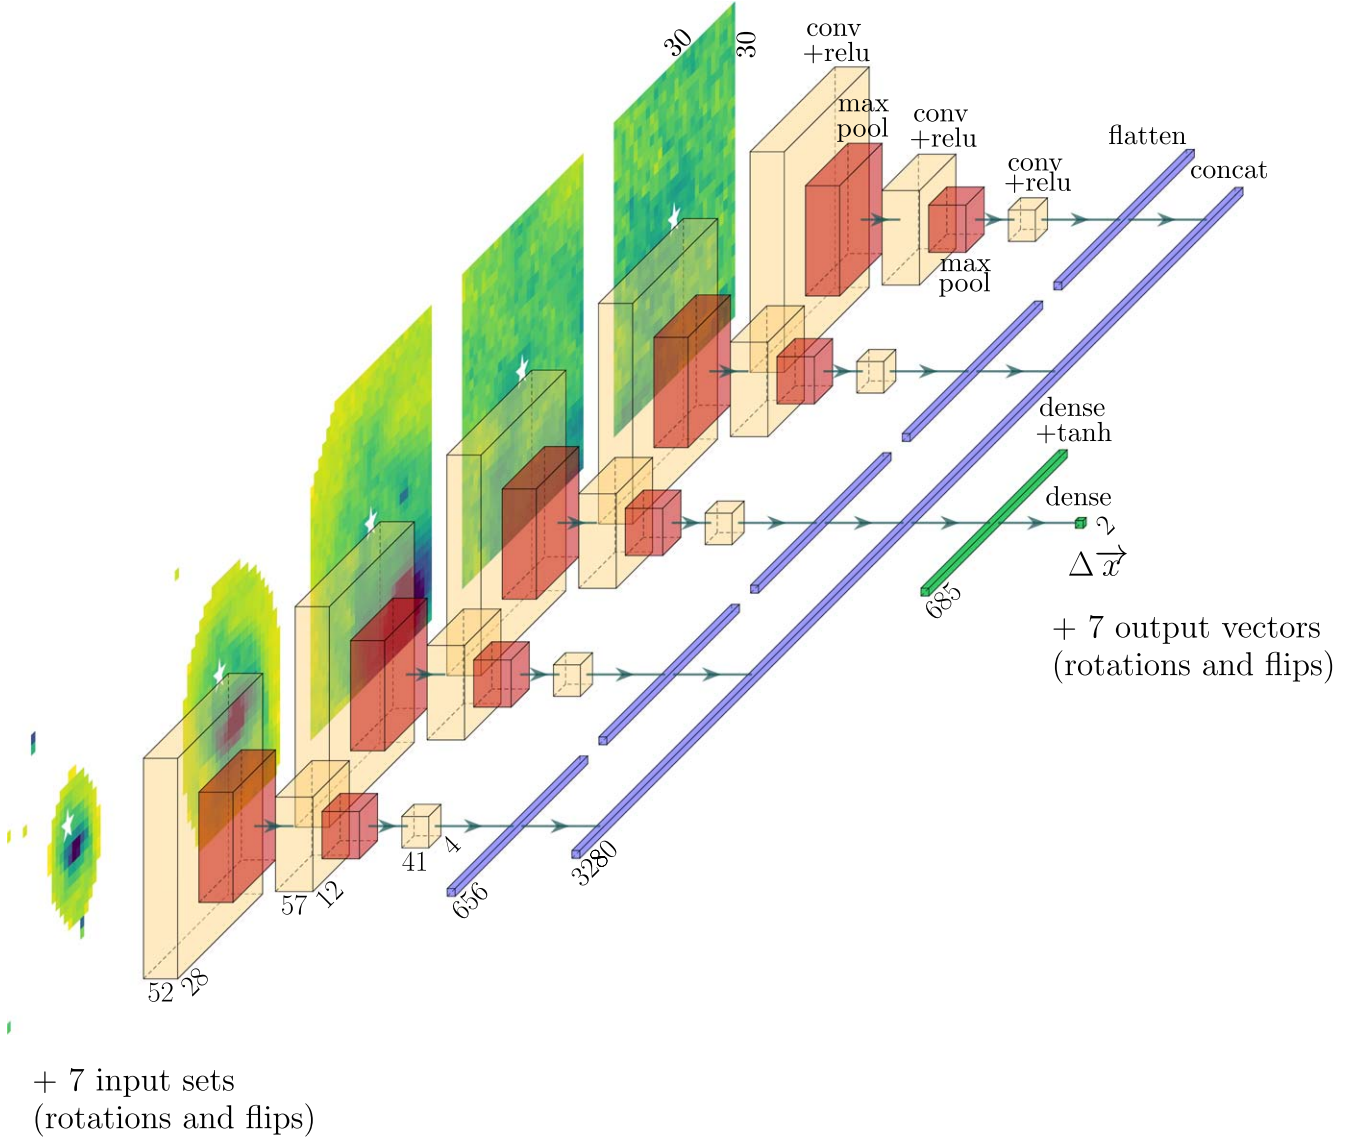 30
30
conv
+relu
max
pool
conv
+relu
conv
+relu
max
pool
flatten
concat
dense
+tanh
dense
2
Δx⃗
685
+ 7 output vectors
(rotations and flips)
41
4
57
12
656
3280
52
28
+ 7 input sets
(rotations and flips)